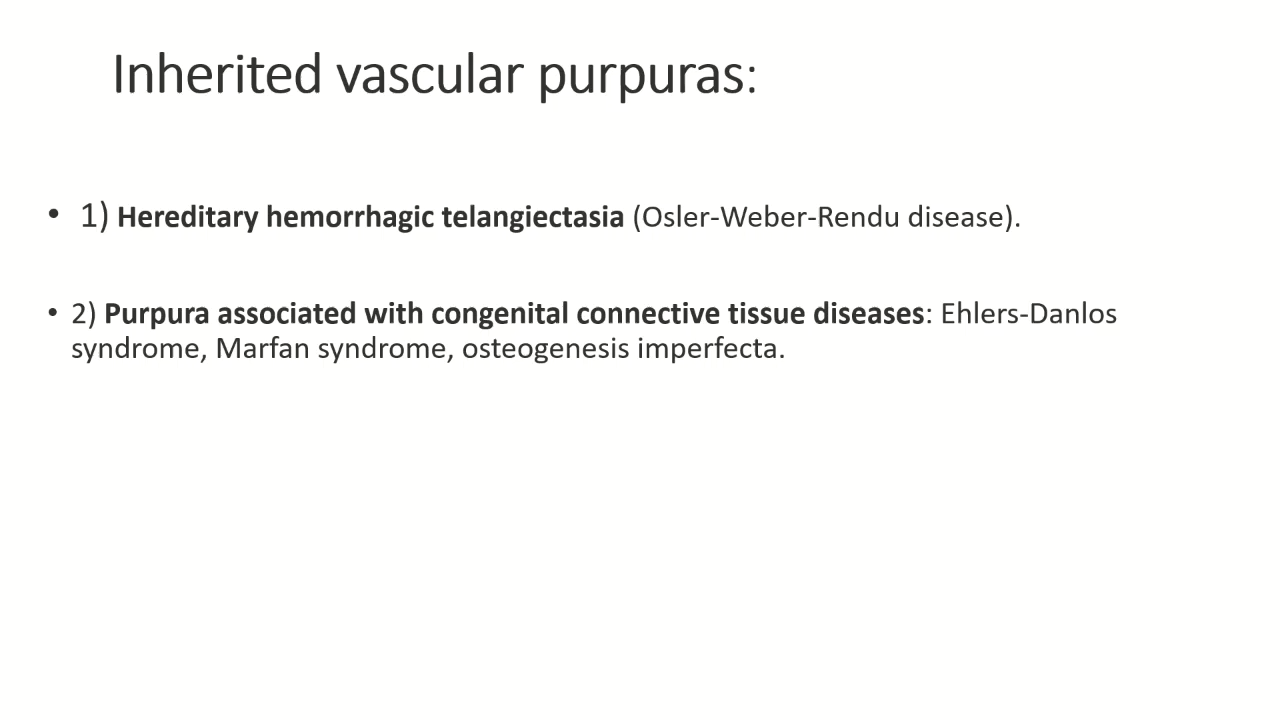 Inherited vascular purpuras:
• 1) Hereditary hemorrhagic telangiectasia (Osler-Weber-Rendu disease).
• 2) Purpura associated with congenital connective tissue diseases: Ehlers-Danlos
syndrome, Marfan syndrome, osteogenesis imperfecta.